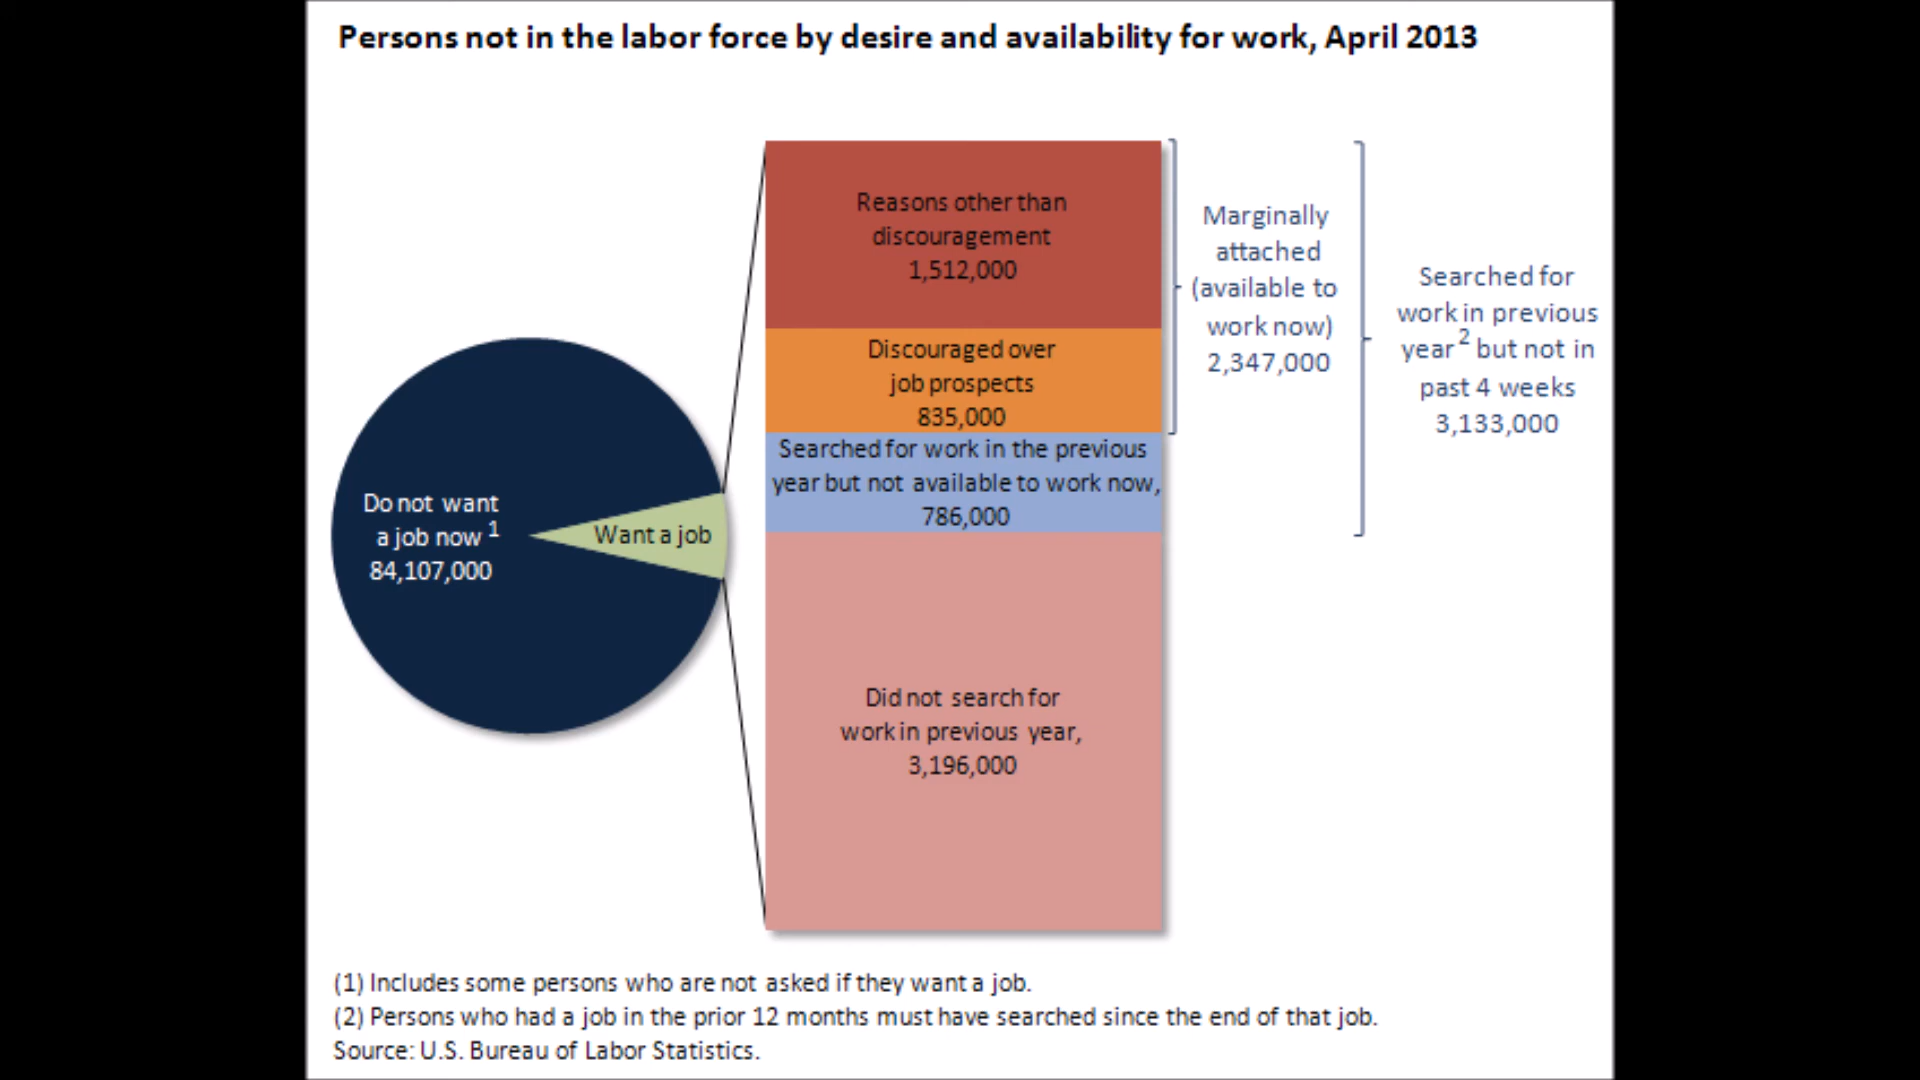 Persons not in the labor force by desire and availability for work, April 2013
Do not want
a job now 1
84,107,000
Want a job
Reasons other than
discouragement
1,512,000
Discouraged over
job prospects
835,000
Searched for work in the previous
year but not available to work now,
786,000
Did not search for
work in previous year,
3,196,000
Marginally
attached
(available to
work now)
2,347,000
Searched for
work in previous
year 2 but not in
past 4 weeks
3,133,000
(1) Includes some persons who are not asked if they want a job.
(2) Persons who had a job in the prior 12 months must have searched since the end of that job.
Source: U.S. Bureau of Labor Statistics.